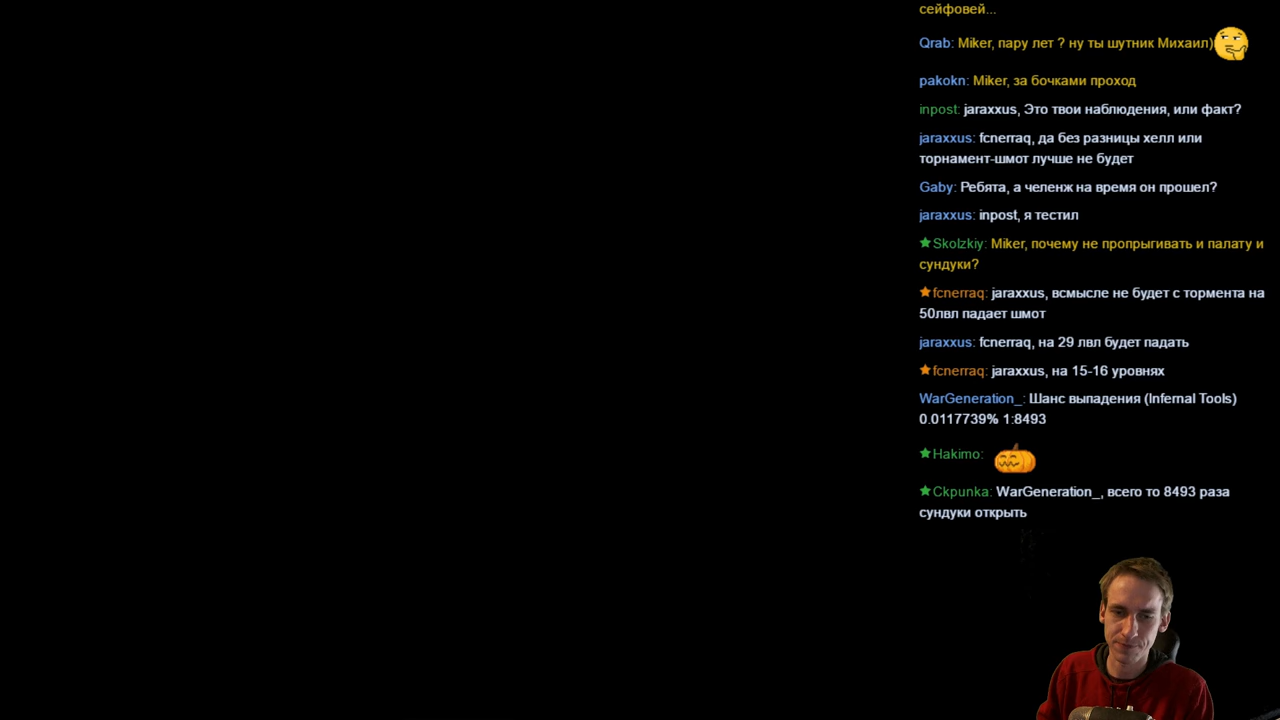 сейфовей...
Qrab: Miker, пару лет ? ну ты шутник Михаил)
pakokn: Miker, за бочками проход
inpost: jaraxxus, Это твои наблюдения, или факт?
jaraxxus: fcnerraq, да без разницы хелл или
торнамент-шмот лучше не будет
Gaby: Ребята, а челенж на время он прошел?
jaraxxus: inpost, я тестил
Skolzkiy: Miker, почему не пропрыгивать и палату и
сундуки?
fcnerraq: jaraxxus, всмысле не будет с тормента на
50лвл падает шмот
jaraxxus: fcnerraq, на 29 лвл будет падать
fcnerraq: jaraxxus, на 15-16 уровнях
WarGeneration_: Шанс выпадения (Infernal Tools)
0.0117739% 1:8493
Hakimo:
Ckpunka: WarGeneration_, всего то 8493 раза
сундуки открыть